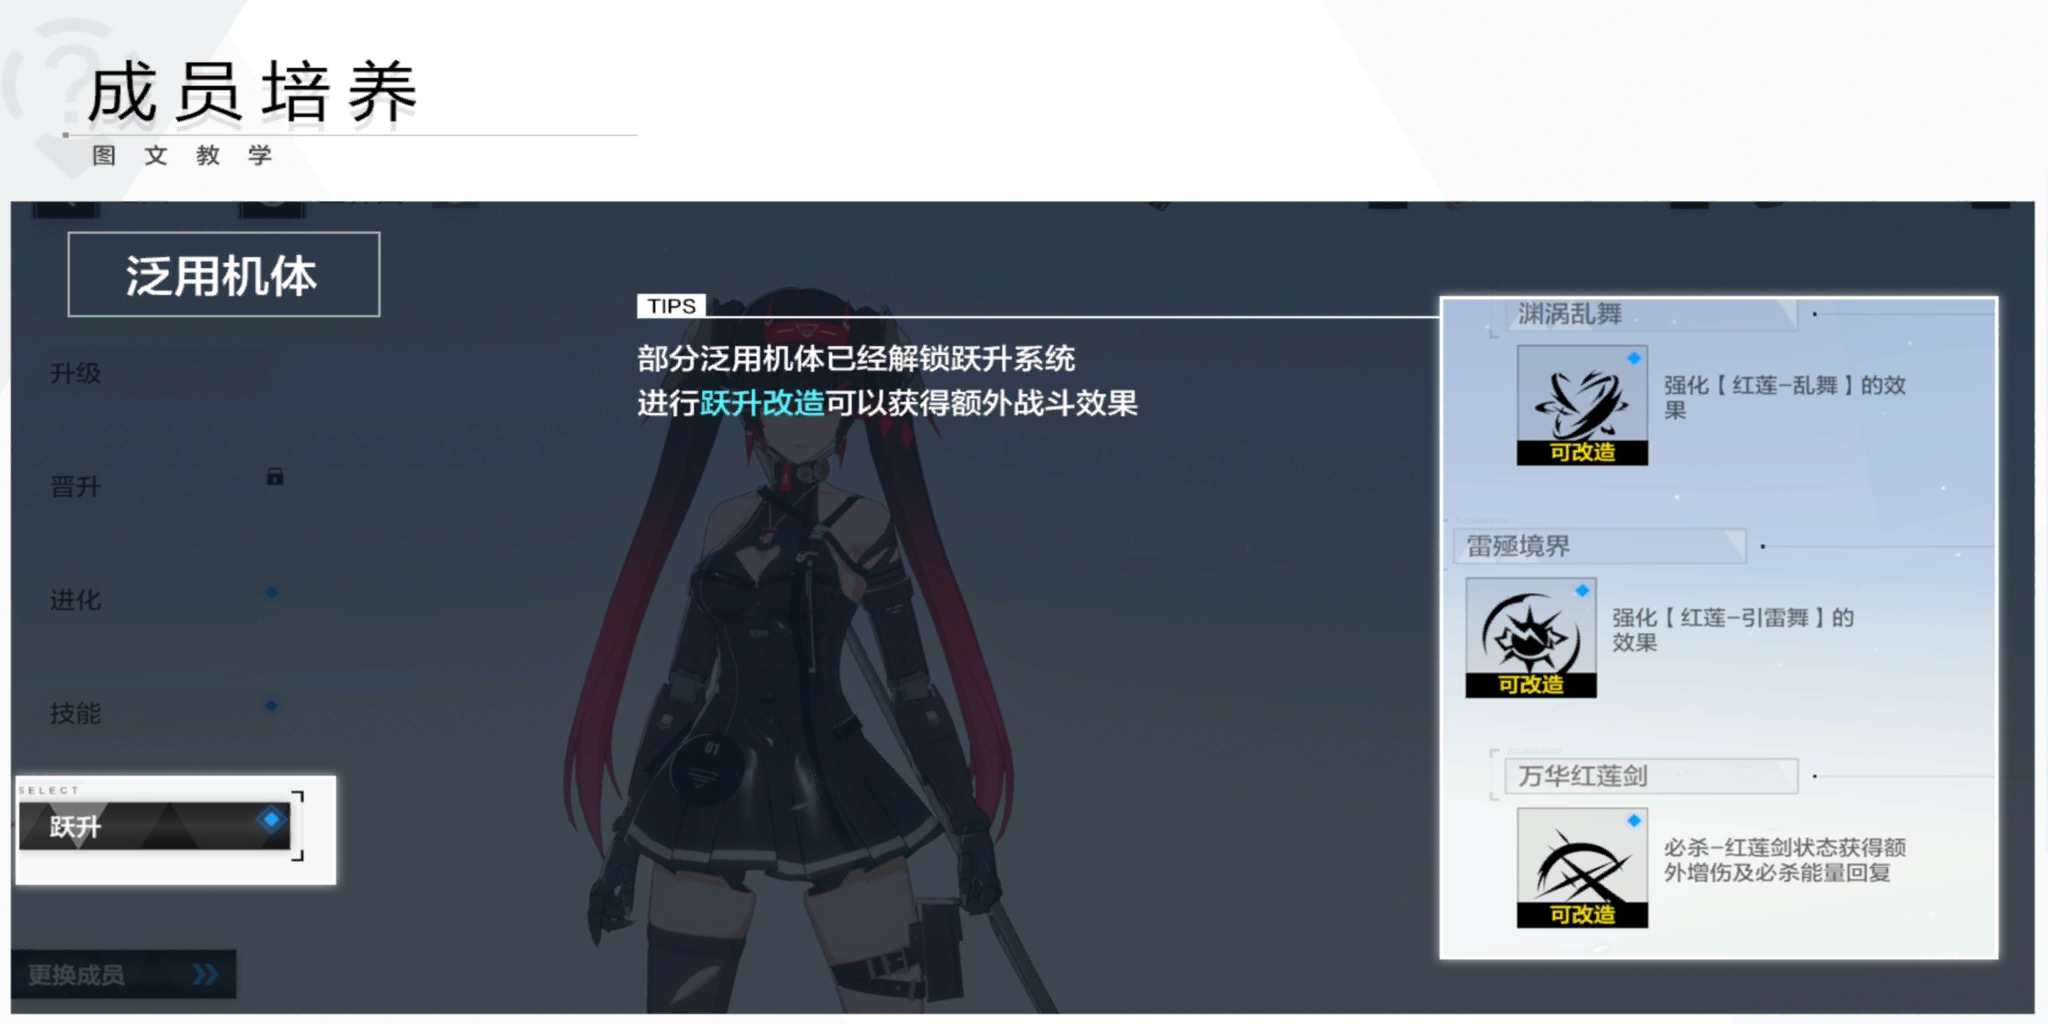 成员培养
图文教学
泛用机体
升级
晋升
进化
技能
SELECT
跃升
更换成员
TIPS
部分泛用机体已经解锁跃升系统
进行跃升改造可以获得额外战斗效果
01
渊涡乱舞
强化【红莲-乱舞】的效
果
可改造
雷殛境界
强化【红莲-引雷舞】的
效果
可改造
万华红莲剑
必杀-红莲剑状态获得额
外增伤及必杀能量回复
可改造